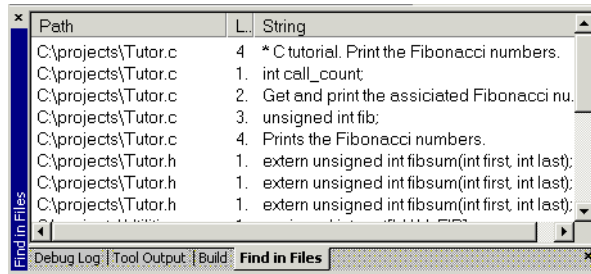 Path L.. String
C:\projects\Tutor.c 4 * C tutorial. Print the Fibonacci numbers.
C:\projects\Tutor.c 1. int call_count;
C:\projects\Tutor.c 2. Get and print the assiciated Fibonacci nu.
C:\projects\Tutor.c 3. unsigned int fib;
C:\projects\Tutor.c 4. Prints the Fibonacci numbers.
C:\projects\Tutor.h 1. extern unsigned int fibsum(int first, int last);
C:\projects\Tutor.h 1. extern unsigned int fibsum(int first, int last);
C:\projects\Tutor.h 1. extern unsigned int fibsum(int first, int last);
Find in Files
Debug Log Tool Output Build Find in Files